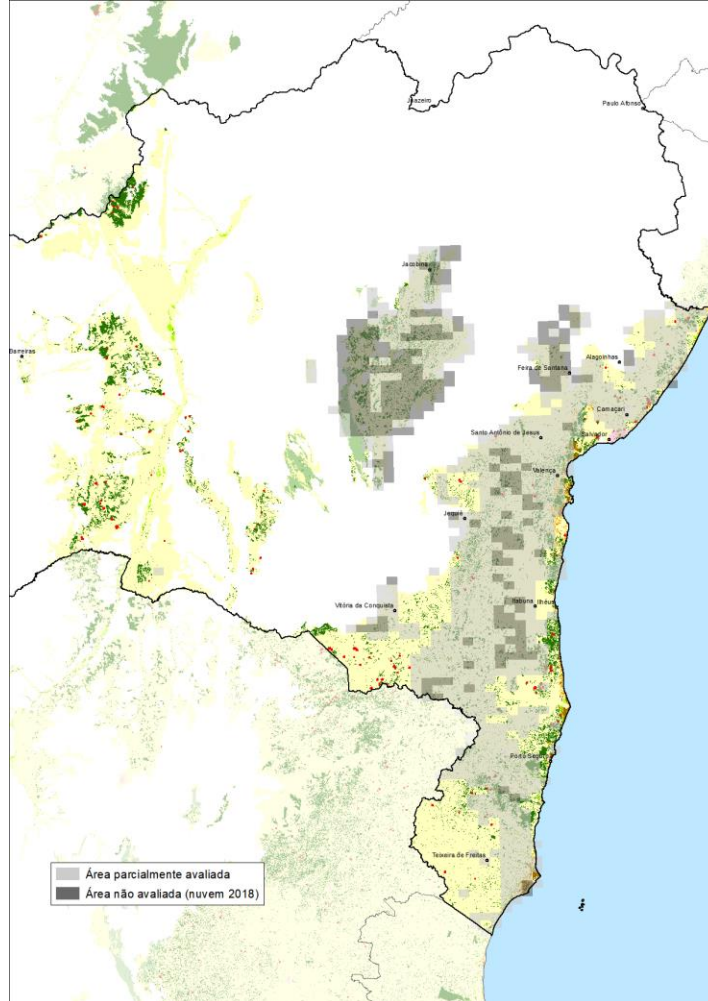 Juazeiro
Paulo Afonso
Jacobina
Barreiras
Alagoinhas
Feira de Santana
Camaçari
Salvador
Santo Antônio de Jesus
Valença
Jequié
Vitória da Conquista
Itabuna
Ilhéus
Porto Seguro
Teixeira de Freitas
Área parcialmente avaliada
Área não avaliada (nuvem 2018)